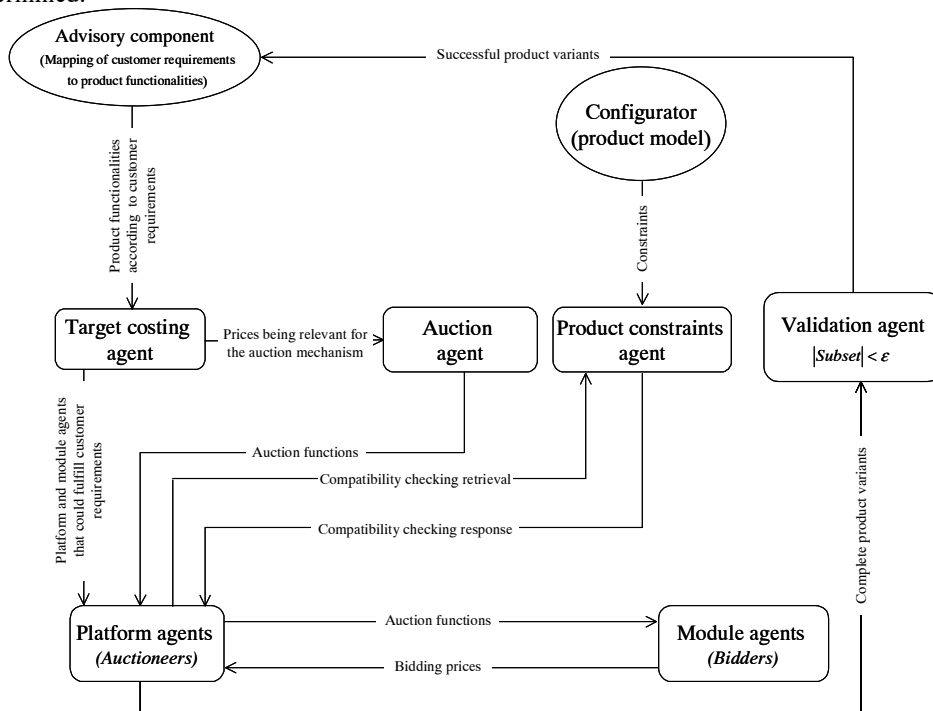 Advisory component
(Mapping of customer requirements
to product functionalities)
Successful product variants
Configurator
(product model)
Product functionalities
according to customer
requirements
Constraints
Target costing
agent
Prices being relevant for
the auction mechanism
Auction
agent
Product constraints
agent
Validation agent
|Subset| < ε
Platform and module agents
that could fulfill customer
requirements
Auction functions
Compatibility checking retrieval
Compatibility checking response
Complete product variants
Platform agents
(Auctioneers)
Auction functions
Bidding prices
Module agents
(Bidders)